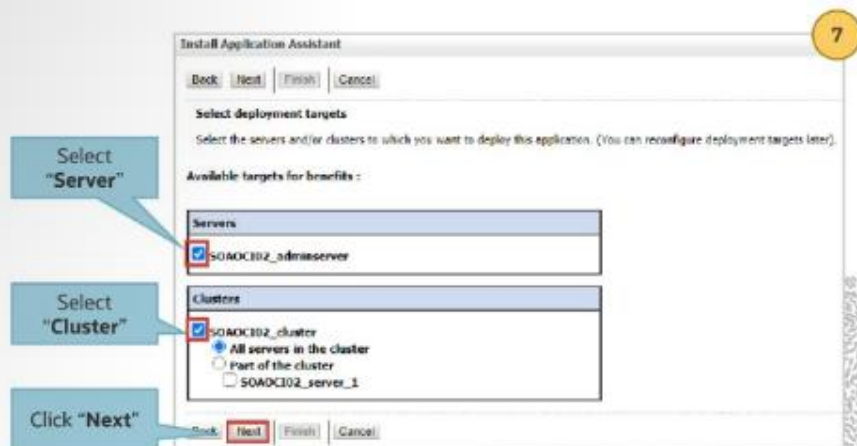 7
Install Application Assistant
Back Next Finish Cancel
Select deployment targets
Select the servers and/or clusters to which you want to deploy this application. (You can reconfigure deployment targets later).
Select
"Server"
Available targets for benefits :
Servers
SOAOCI02_adminserver
Select
"Cluster"
Clusters
SOAOCI02_cluster
All servers in the cluster
Part of the cluster
SOAOCI02_server_1
Click "Next"
Back Next Finish Cancel